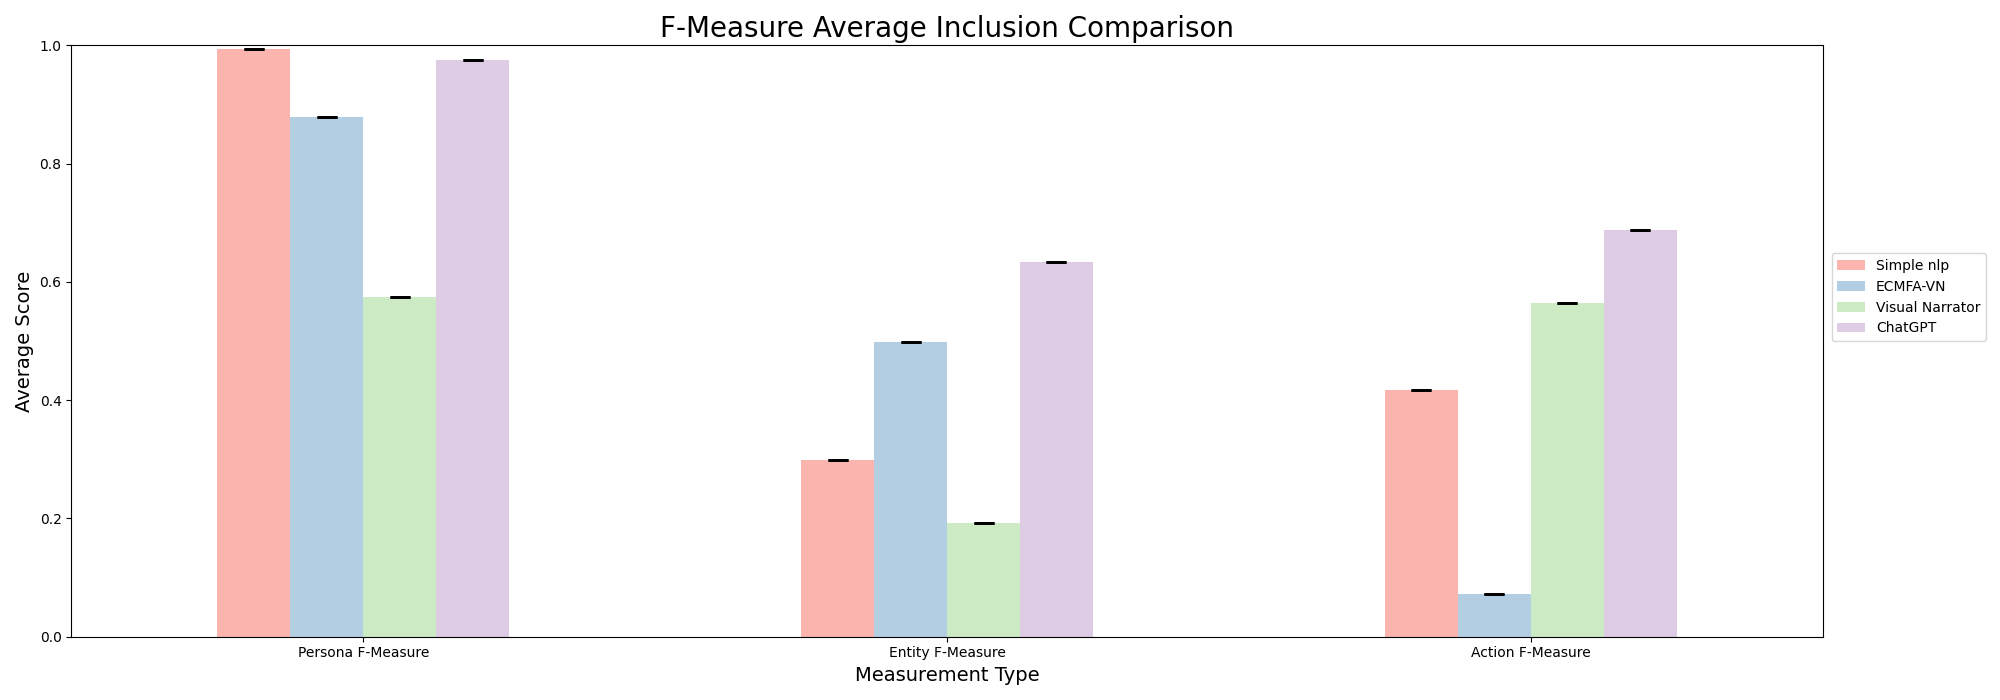 F-Measure Average Inclusion Comparison
1.0
0.8
0.6
0.4
0.2
0.0
Average Score
Persona F-Measure
Entity F-Measure
Action F-Measure
Measurement Type
Simple nlp
ECMFA-VN
Visual Narrator
ChatGPT